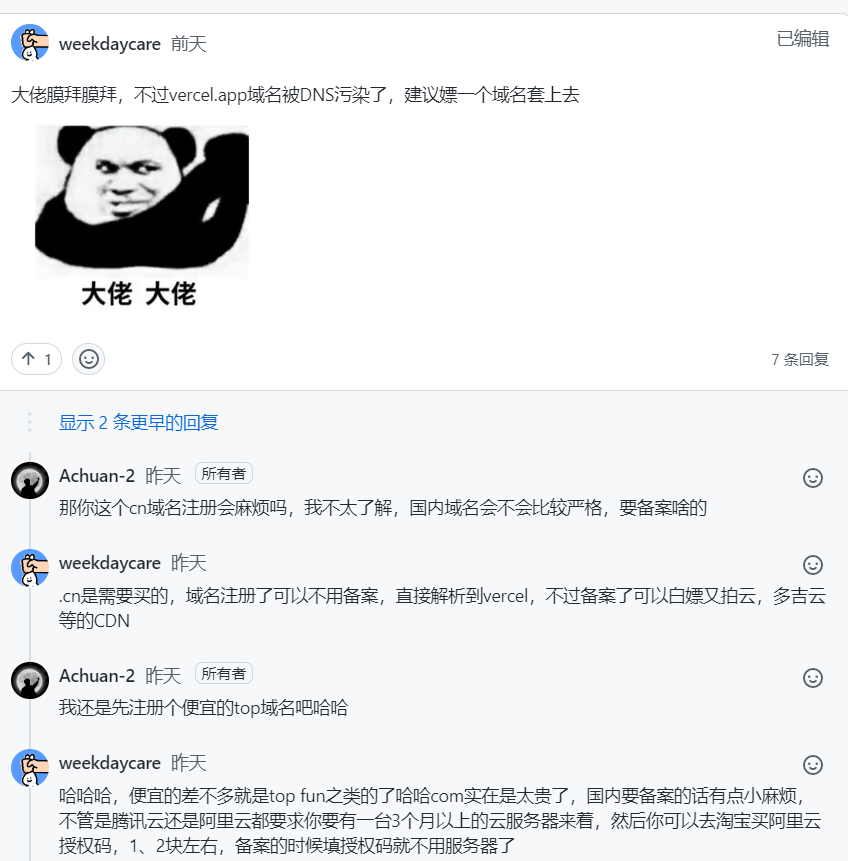 weekdaycare 前天
已编辑
大佬膜拜膜拜，不过vercel.app域名被DNS污染了，建议嫖一个域名套上去
大佬 大佬
1
7 条回复
显示 2 条更早的回复
Achuan-2 昨天 所有者
那你这个cn域名注册会麻烦吗，我不太了解，国内域名会不会比较严格，要备案啥的
weekdaycare 昨天
.cn是需要买的，域名注册了可以不用备案，直接解析到vercel，不过备案了可以白嫖又拍云，多吉云
等的CDN
Achuan-2 昨天 所有者
我还是先注册个便宜的top域名吧哈哈
weekdaycare 昨天
哈哈哈，便宜的差不多就是top fun之类的了哈哈com实在是太贵了，国内要备案的话有点小麻烦，
不管是腾讯云还是阿里云都要求你要有一台3个月以上的云服务器来着，然后你可以去淘宝买阿里云
授权码，1、2块左右，备案的时候填授权码就不用服务器了